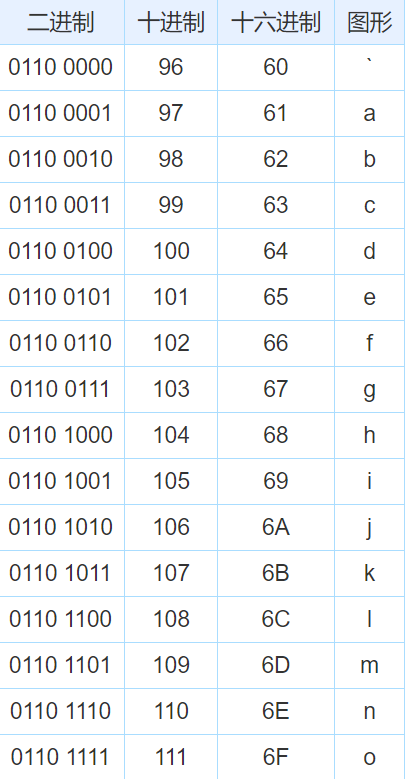 二进制 十进制 十六进制 图形
0110 0000 96 60 `
0110 0001 97 61 a
0110 0010 98 62 b
0110 0011 99 63 c
0110 0100 100 64 d
0110 0101 101 65 e
0110 0110 102 66 f
0110 0111 103 67 g
0110 1000 104 68 h
0110 1001 105 69 i
0110 1010 106 6A j
0110 1011 107 6B k
0110 1100 108 6C l
0110 1101 109 6D m
0110 1110 110 6E n
0110 1111 111 6F o